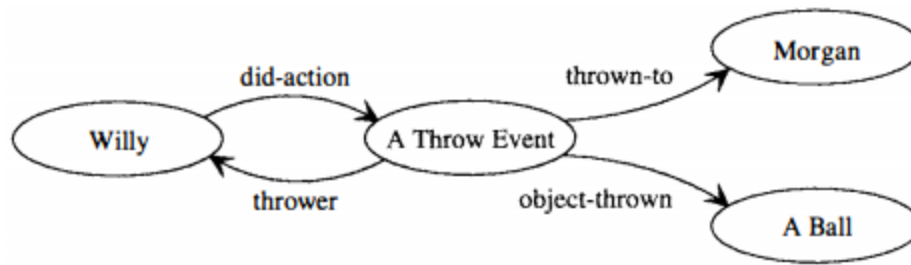 Morgan
did-action
thrown-to
Willy
A Throw Event
thrower
object-thrown
A Ball